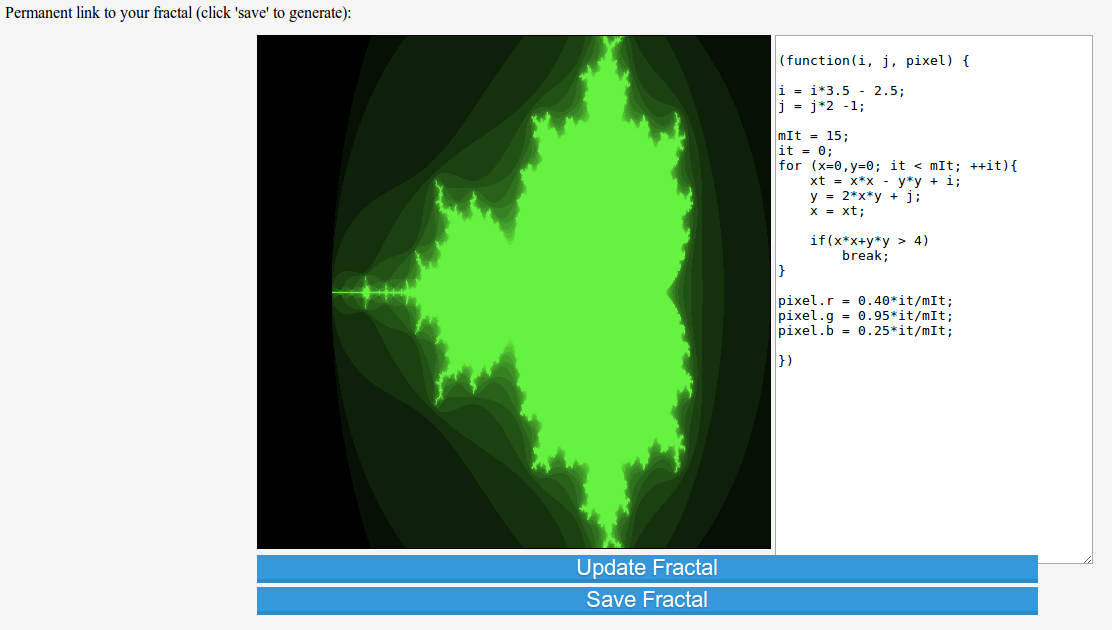 Permanent link to your fractal (click 'save' to generate):
(function(i, j, pixel) {
i = i*3.5 - 2.5;
j = j*2 -1;
mIt = 15;
it = 0;
for (x=0,y=0; it < mIt; ++it){
    xt = x*x - y*y + i;
    y = 2*x*y + j;
    x = xt;
    if(x*x+y*y > 4)
        break;
}
pixel.r = 0.40*it/mIt;
pixel.g = 0.95*it/mIt;
pixel.b = 0.25*it/mIt;
})
Update Fractal
Save Fractal